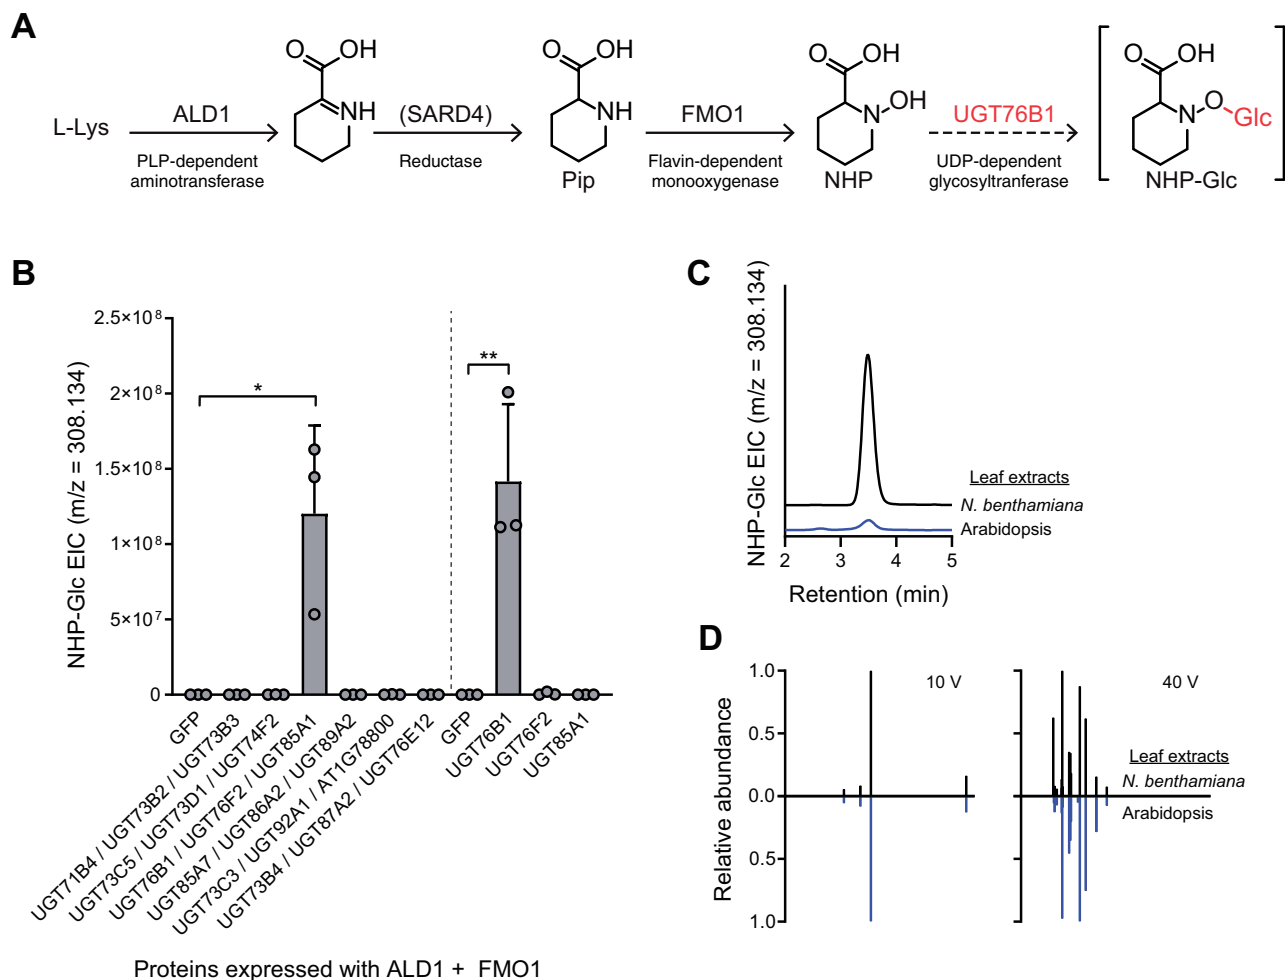 A
L-Lys
ALD1
PLP-dependent
aminotransferase
O
OH
NH
(SARD4)
Reductase
O
OH
NH
Pip
FMO1
Flavin-dependent
monooxygenase
O
OH
N
OH
NHP
UGT76B1
UDP-dependent
glycosyltranferase
O
OH
N
O
Glc
NHP-Glc
B
NHP-Glc EIC (m/z = 308.134)
2.5×10⁸
2×10⁸
1.5×10⁸
1×10⁸
5×10⁷
0
*
**
GFP
UGT71B4 / UGT73B2 / UGT73B3
UGT73C5 / UGT73D1 / UGT74F2
UGT76B1 / UGT76F2 / UGT85A1
UGT85A7 / UGT86A2 / UGT89A2
UGT73C3 / UGT92A1 / AT1G78800
UGT73B4 / UGT87A2 / UGT76E12
GFP
UGT76B1
UGT76F2
UGT85A1
Proteins expressed with ALD1 + FMO1
C
NHP-Glc EIC (m/z = 308.134)
Leaf extracts
N. benthamiana
Arabidopsis
2 3 4 5
Retention (min)
D
Relative abundance
1.0
0.5
0.0
0.5
1.0
10 V
40 V
Leaf extracts
N. benthamiana
Arabidopsis